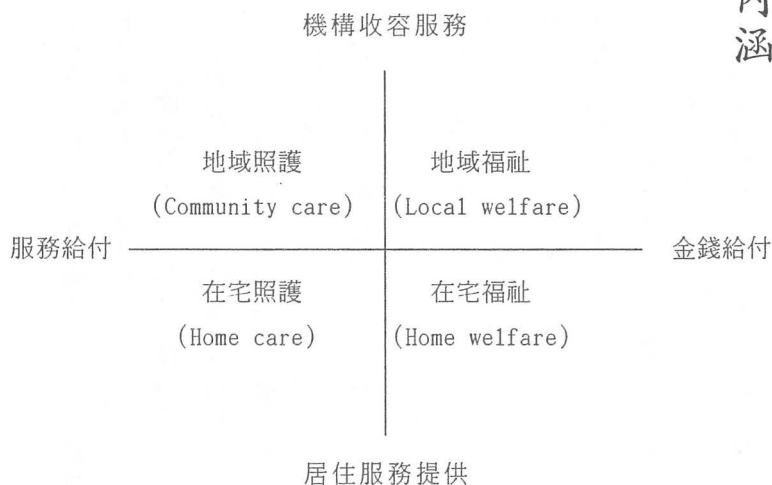 內涵
機構收容服務
地域照護
(Community care)
地域福祉
(Local welfare)
服務給付
金錢給付
在宅照護
(Home care)
在宅福祉
(Home welfare)
居住服務提供